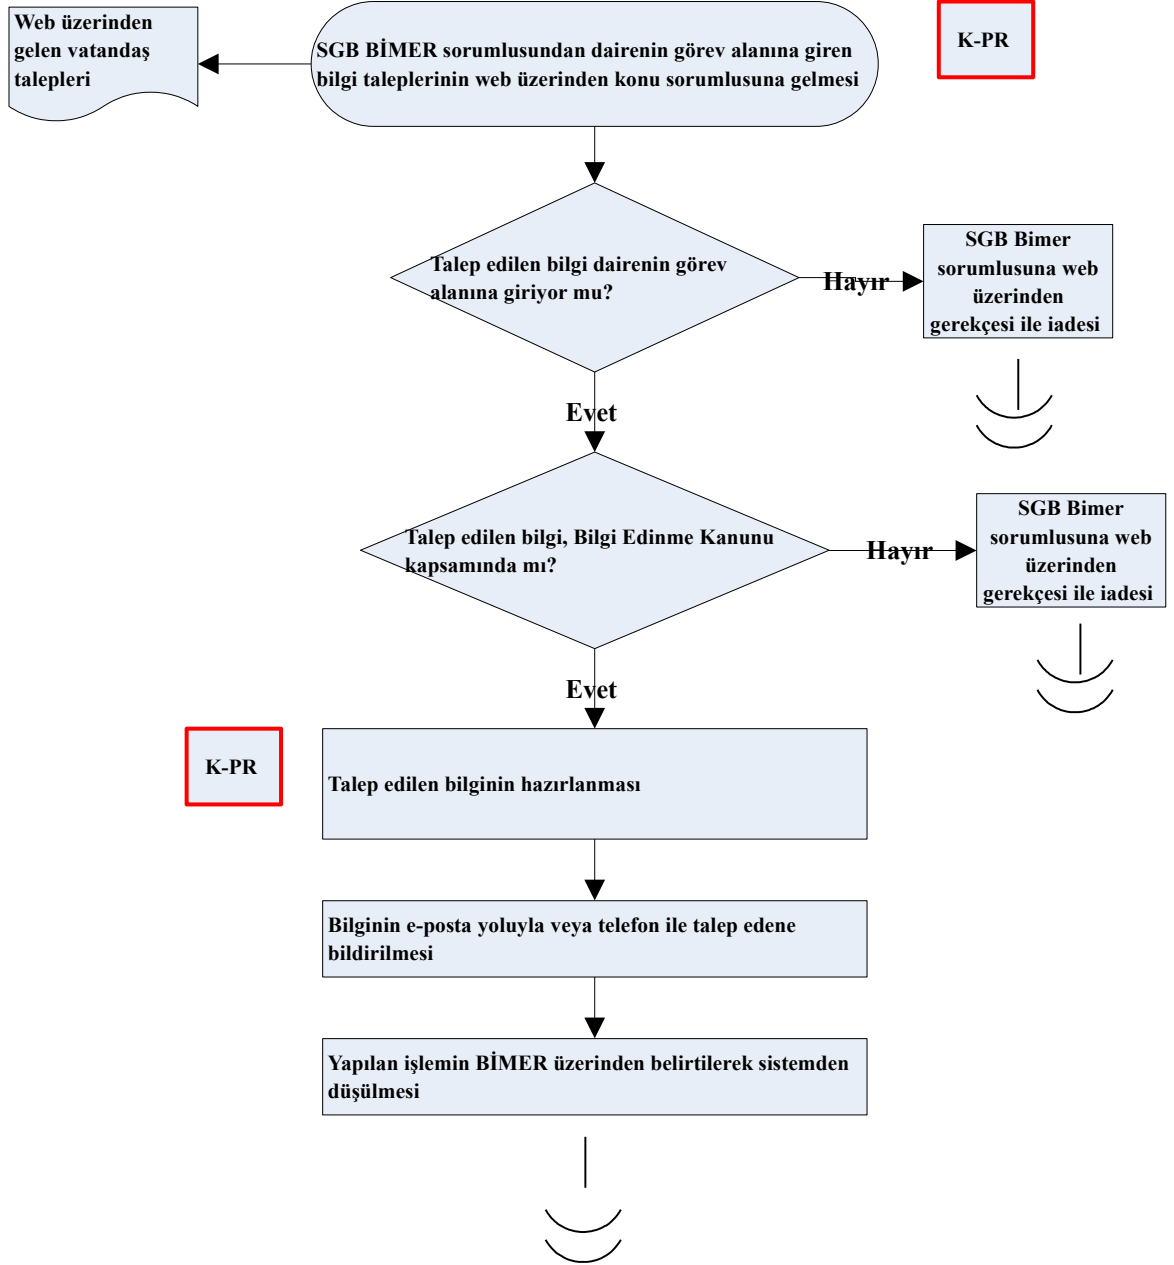 Web üzerinden
gelen vatandaş
talepleri
SGB BİMER sorumlusundan dairenin görev alanına giren
bilgi taleplerinin web üzerinden konu sorumlusuna gelmesi
K-PR
Talep edilen bilgi dairenin görev
alanına giriyor mu?
Hayır
SGB Bimer
sorumlusuna web
üzerinden
gerekçesi ile iadesi
Evet
Talep edilen bilgi, Bilgi Edinme Kanunu
kapsamında mı?
Hayır
SGB Bimer
sorumlusuna web
üzerinden
gerekçesi ile iadesi
Evet
K-PR
Talep edilen bilginin hazırlanması
Bilginin e-posta yoluyla veya telefon ile talep edene
bildirilmesi
Yapılan işlemin BİMER üzerinden belirtilerek sistemden
düşülmesi